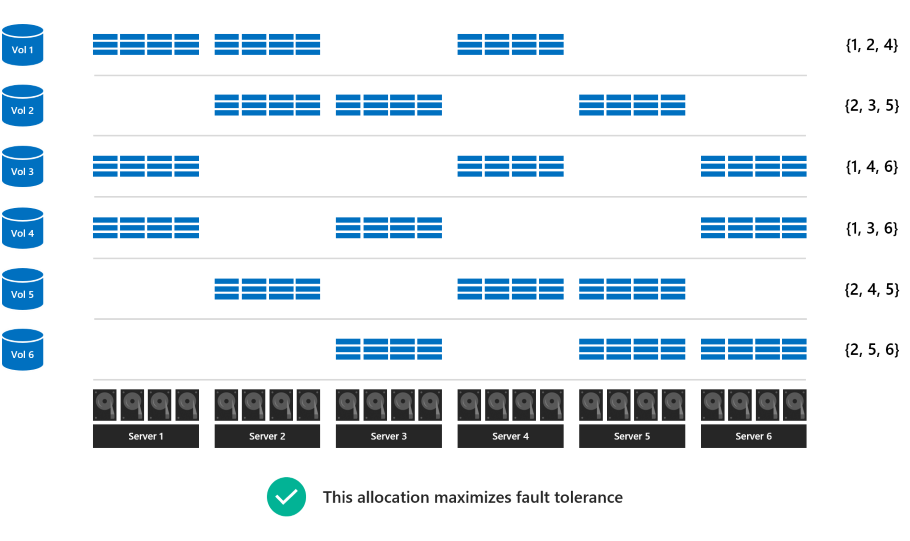 Vol 1 {1, 2, 4}
Vol 2 {2, 3, 5}
Vol 3 {1, 4, 6}
Vol 4 {1, 3, 6}
Vol 5 {2, 4, 5}
Vol 6 {2, 5, 6}
Server 1 Server 2 Server 3 Server 4 Server 5 Server 6
This allocation maximizes fault tolerance